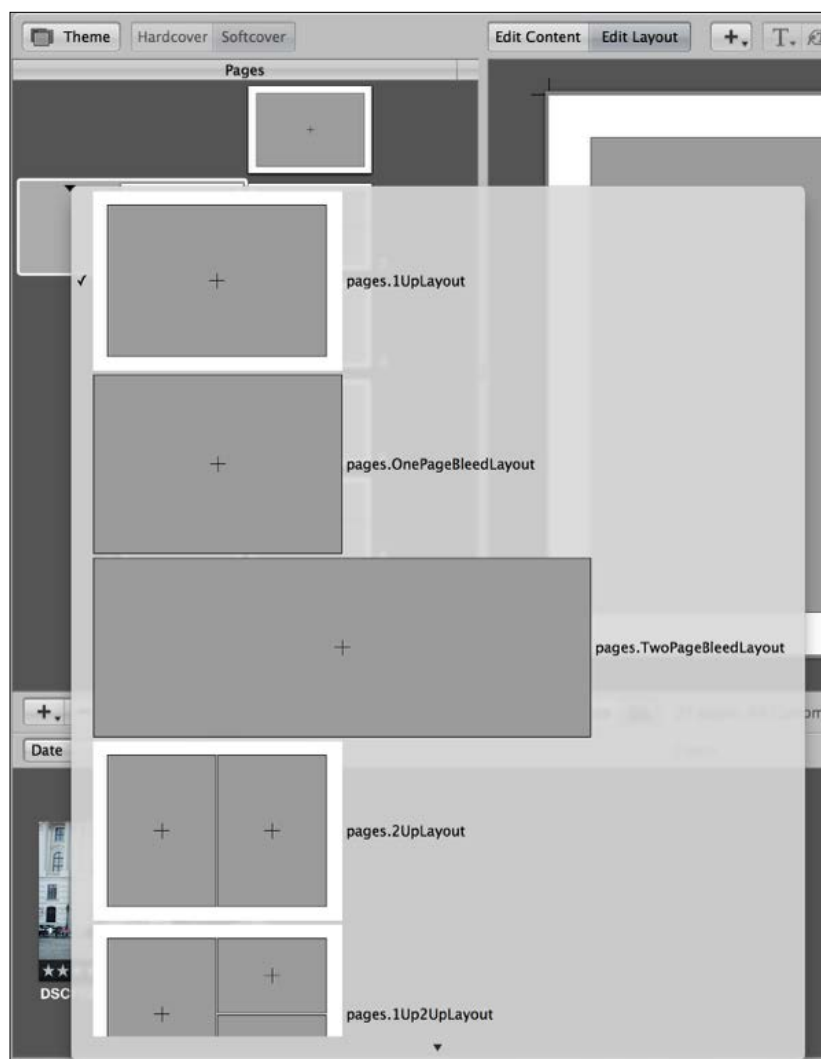 Theme
Hardcover
Softcover
Edit Content
Edit Layout
Pages
pages.1UpLayout
pages.OnePageBleedLayout
pages.TwoPageBleedLayout
pages.2UpLayout
pages.1Up2UpLayout
Date
DSC